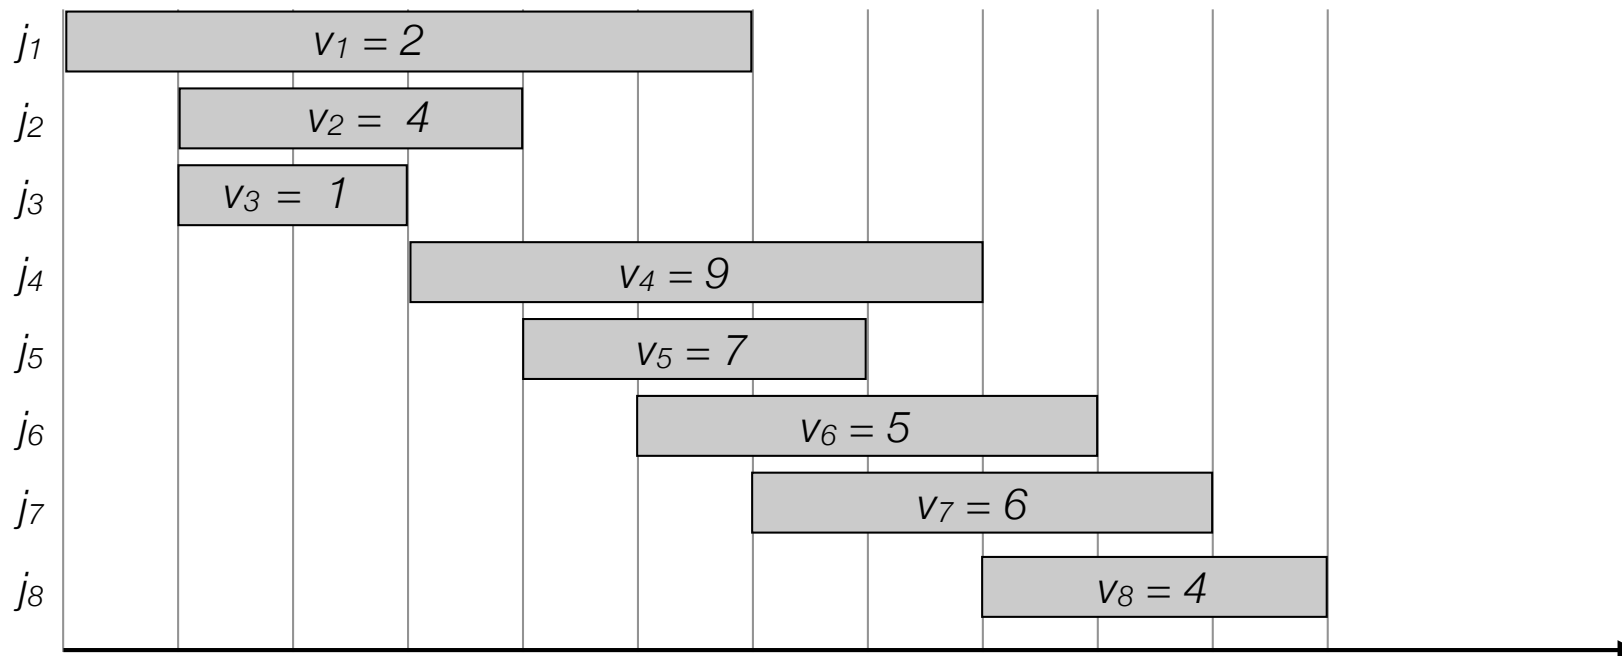 j1 v1 = 2
j2 v2 = 4
j3 v3 = 1
j4 v4 = 9
j5 v5 = 7
j6 v6 = 5
j7 v7 = 6
j8 v8 = 4